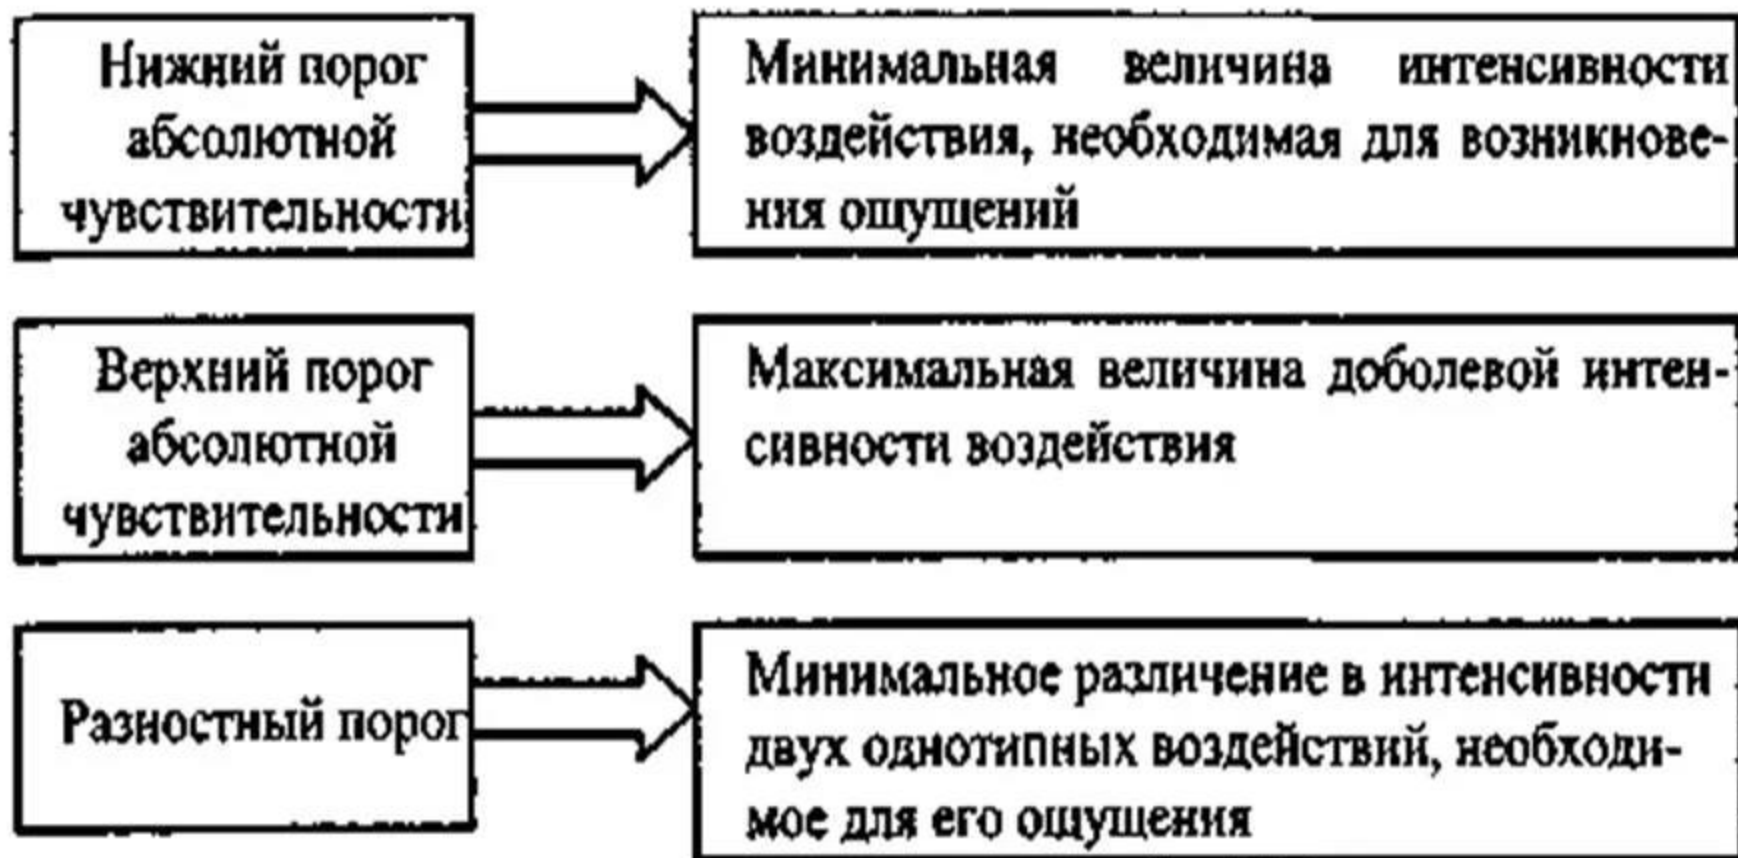 Нижний порог
абсолютной
чувствительности
Минимальная величина интенсивности
воздействия, необходимая для возникнове-
ния ощущений
Верхний порог
абсолютной
чувствительности
Максимальная величина доболевой интен-
сивности воздействия
Разностный порог
Минимальное различение в интенсивности
двух однотипных воздействий, необходи-
мое для его ощущения